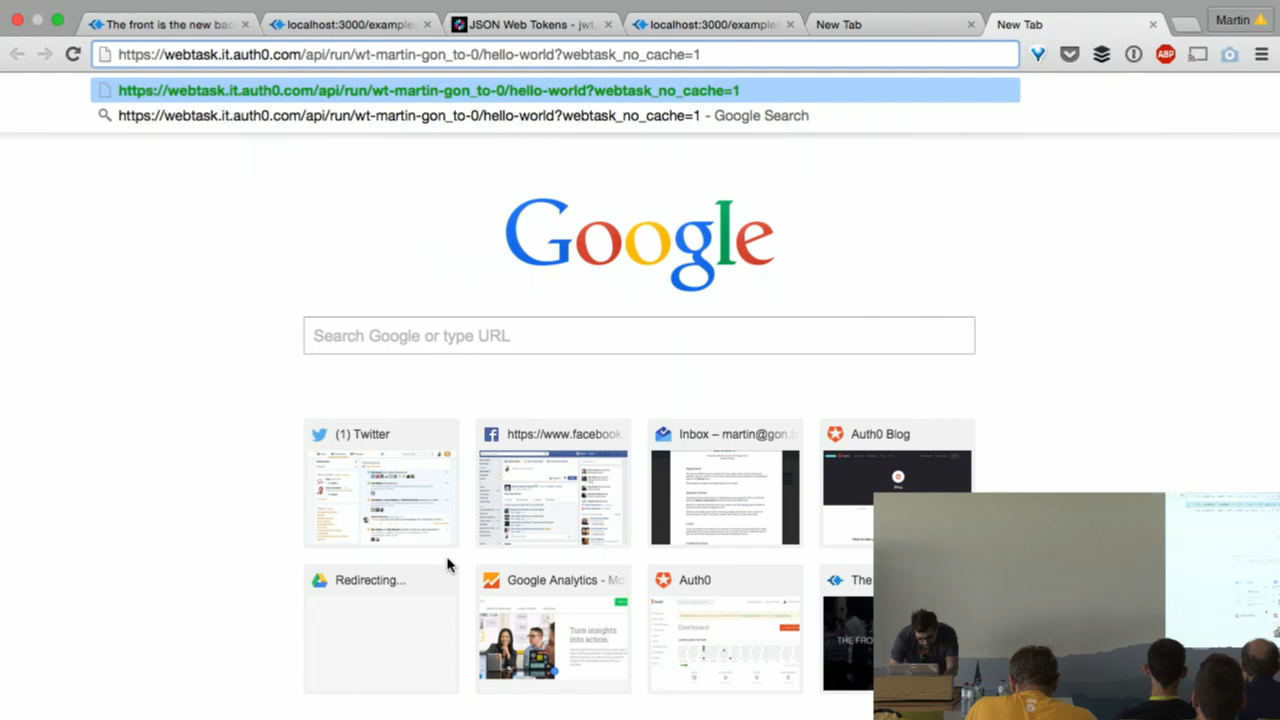 The front is the new bac
localhost:3000/example
JSON Web Tokens - jwt.
localhost:3000/example
New Tab
New Tab
Martin
https://webtask.it.auth0.com/api/run/wt-martin-gon_to-0/hello-world?webtask_no_cache=1
ABP
https://webtask.it.auth0.com/api/run/wt-martin-gon_to-0/hello-world?webtask_no_cache=1
https://webtask.it.auth0.com/api/run/wt-martin-gon_to-0/hello-world?webtask_no_cache=1 - Google Search
Google
Search Google or type URL
(1) Twitter
https://www.facebook.
Inbox – martin@gon.t
Auth0 Blog
Blog
Redirecting...
Google Analytics - Mo
Auth0
The
Turn insights
into action.
Dashboard
THE FRO